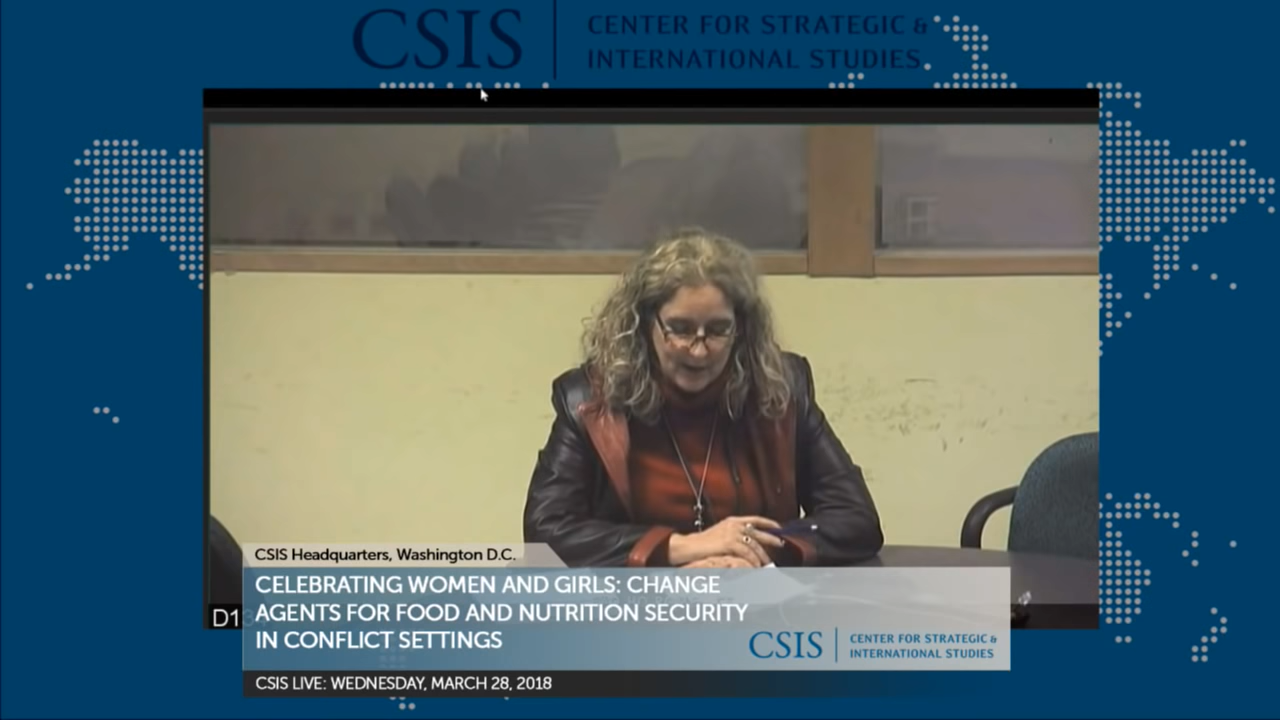 CSIS
CENTER FOR STRATEGIC &
INTERNATIONAL STUDIES
CSIS Headquarters, Washington D.C.
CELEBRATING WOMEN AND GIRLS: CHANGE
AGENTS FOR FOOD AND NUTRITION SECURITY
IN CONFLICT SETTINGS
CSIS
CENTER FOR STRATEGIC &
INTERNATIONAL STUDIES
CSIS LIVE: WEDNESDAY, MARCH 28, 2018